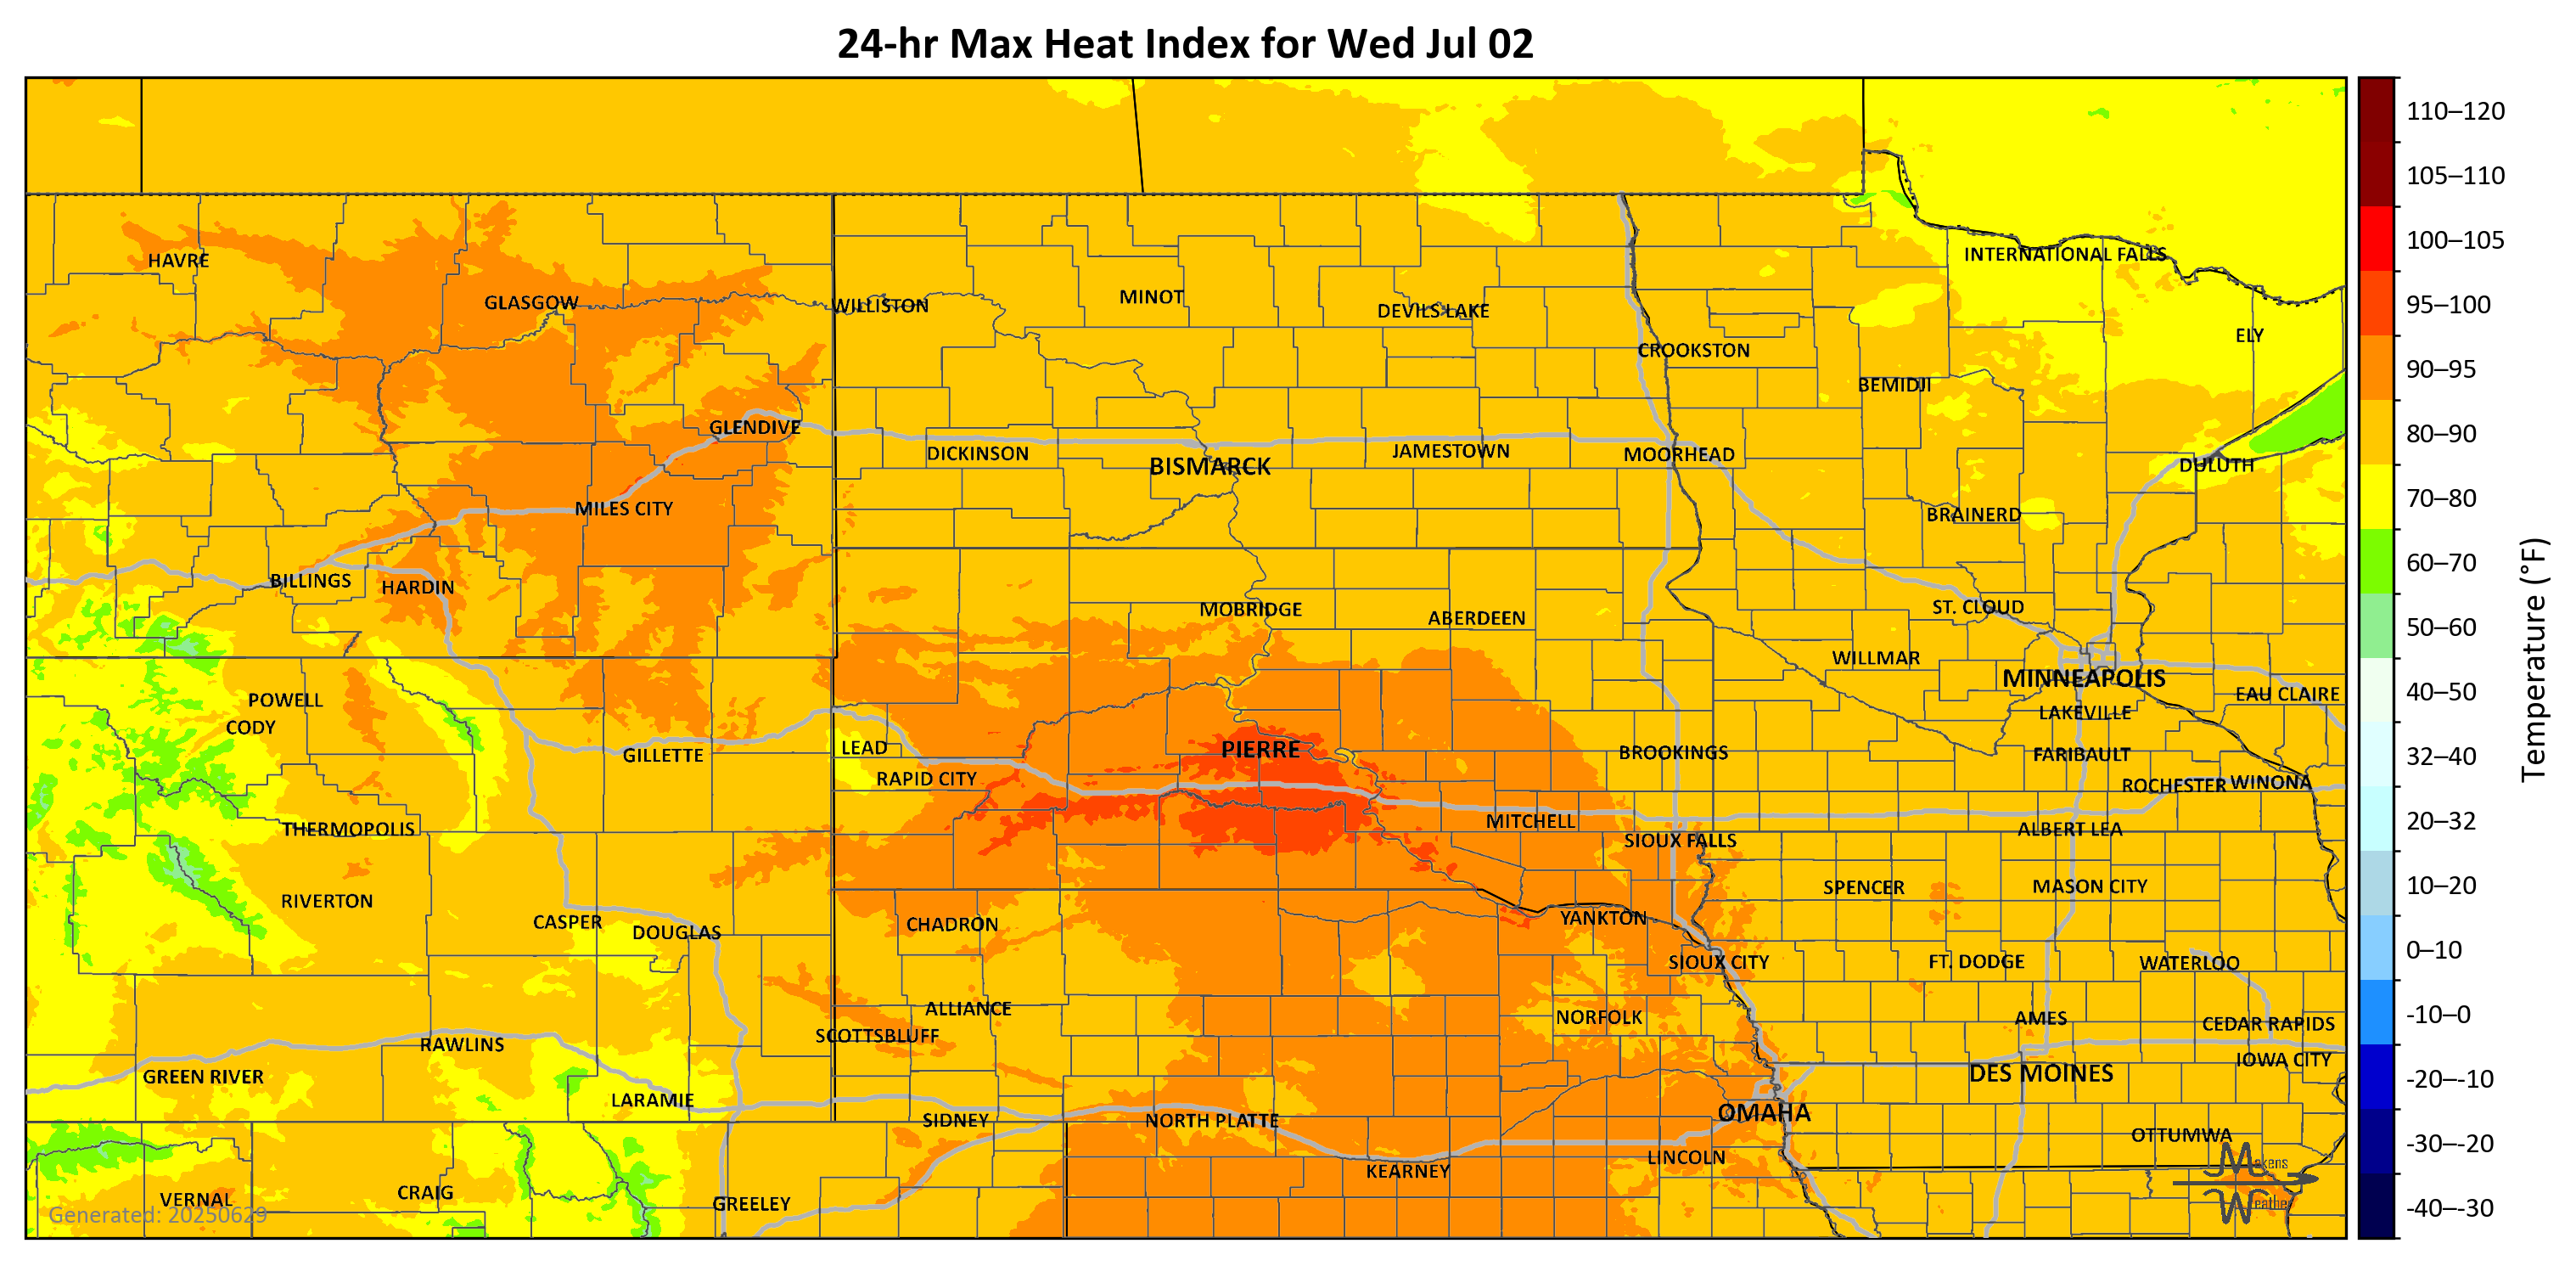 24-hr Max Heat Index for Wed Jul 02
110−120
105−110
100−105
95−100
90−95
80−90
70−80
60−70
50−60
40−50
32−40
20−32
10−20
0−10
-10−0
-20−-10
-30−-20
-40−-30
Temperature (°F)
HAVRE
GLASGOW
WILLISTON
MINOT
DEVILS LAKE
CROOKSTON
INTERNATIONAL FALLS
ELY
BEMIDJI
GLENDIVE
DICKINSON
BISMARCK
JAMESTOWN
MOORHEAD
DULUTH
MILES CITY
BRAINERD
BILLINGS
HARDIN
MOBRIDGE
ABERDEEN
ST. CLOUD
WILLMAR
MINNEAPOLIS
EAU CLAIRE
POWELL
CODY
LAKEVILLE
GILLETTE
LEAD
PIERRE
BROOKINGS
FARIBAULT
RAPID CITY
ROCHESTER
WINONA
THERMOPOLIS
MITCHELL
SIOUX FALLS
ALBERT LEA
RIVERTON
SPENCER
MASON CITY
CASPER
DOUGLAS
CHADRON
YANKTON
SIOUX CITY
FT. DODGE
WATERLOO
ALLIANCE
NORFOLK
AMES
CEDAR RAPIDS
SCOTTSBLUFF
RAWLINS
IOWA CITY
GREEN RIVER
DES MOINES
LARAMIE
SIDNEY
NORTH PLATTE
OMAHA
OTTUMWA
KEARNEY
LINCOLN
VERNAL
CRAIG
GREELEY
Makens
Weather
Generated: 20250629